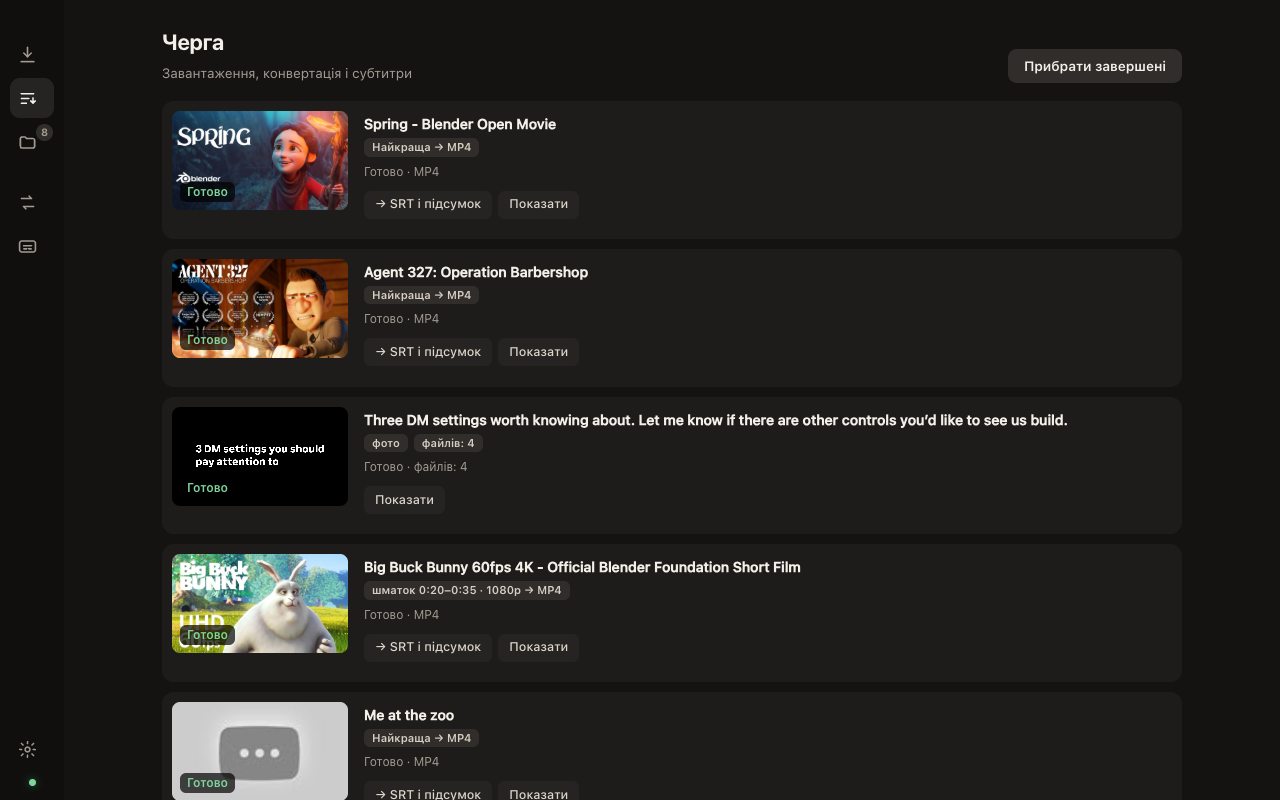 Черга
Завантаження, конвертація і субтитри
Прибрати завершені
8
SPRING
blender
Готово
Spring - Blender Open Movie
Найкраща → MP4
Готово · MP4
→ SRT і підсумок
Показати
AGENT 327
OPERATION BARBERSHOP
Готово
Agent 327: Operation Barbershop
Найкраща → MP4
Готово · MP4
→ SRT і підсумок
Показати
3 DM settings you should
pay attention to
Готово
Three DM settings worth knowing about. Let me know if there are other controls you’d like to see us build.
фото
файлів: 4
Готово · файлів: 4
Показати
Big Buck
BUNNY
UHD
60fps
Готово
Big Buck Bunny 60fps 4K - Official Blender Foundation Short Film
шматок 0:20–0:35 · 1080p → MP4
Готово · MP4
→ SRT і підсумок
Показати
Готово
Me at the zoo
Найкраща → MP4
Готово · MP4
→ SRT і підсумок
Показати